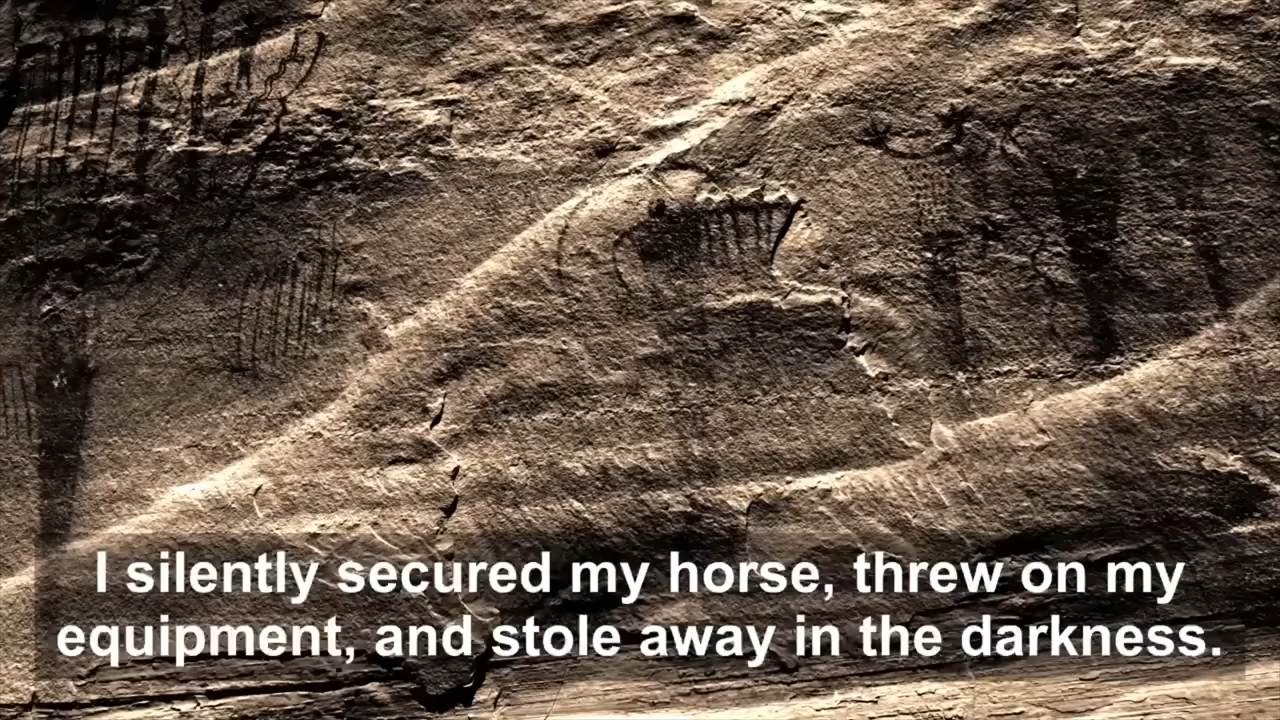 I silently secured my horse, threw on my
equipment, and stole away in the darkness.